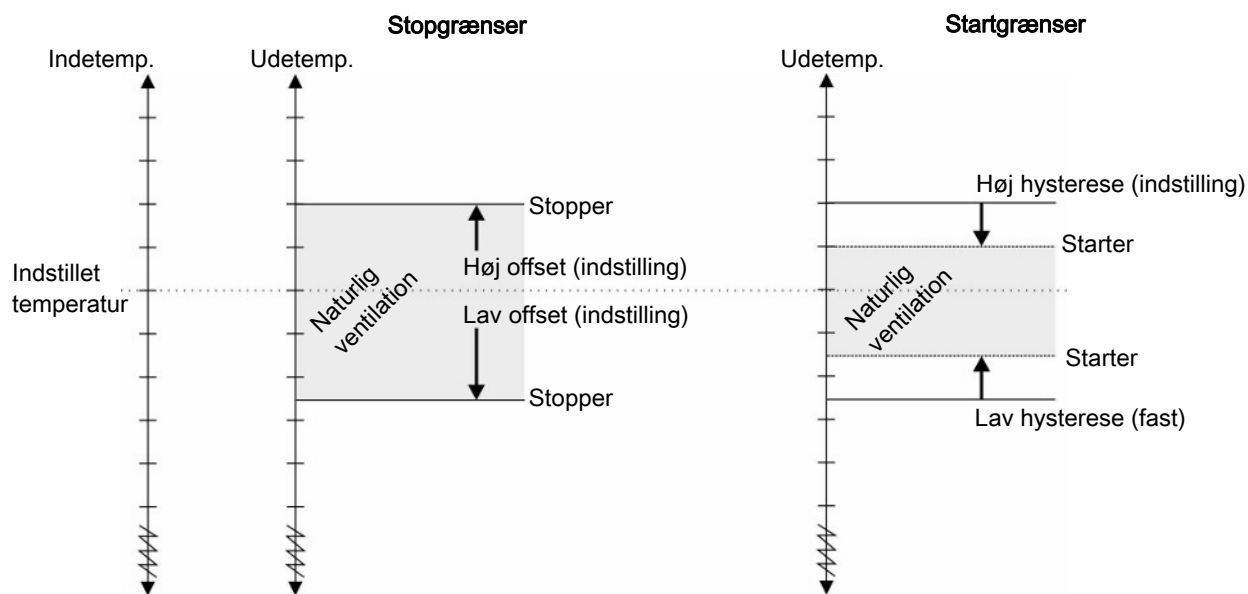 Stopgrænser
Startgrænser
Indetemp.
Udetemp.
Udetemp.
Høj hysterese (indstilling)
Stopper
Starter
Høj offset (indstilling)
Indstillet
temperatur
Naturlig
ventilation
Naturlig
ventilation
Lav offset (indstilling)
Starter
Stopper
Lav hysterese (fast)